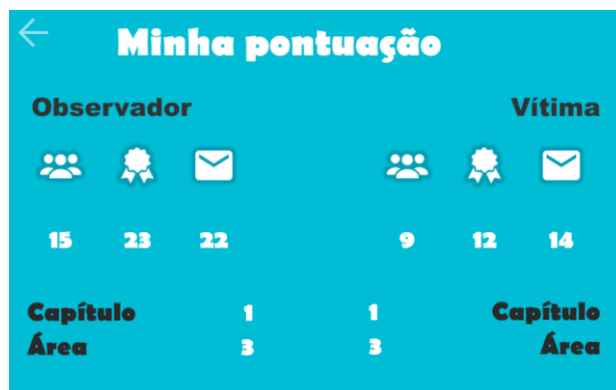 Minha pontuação
Observador Vítima
15 23 22 9 12 14
Capítulo 1 1 Capítulo
Área 3 3 Área